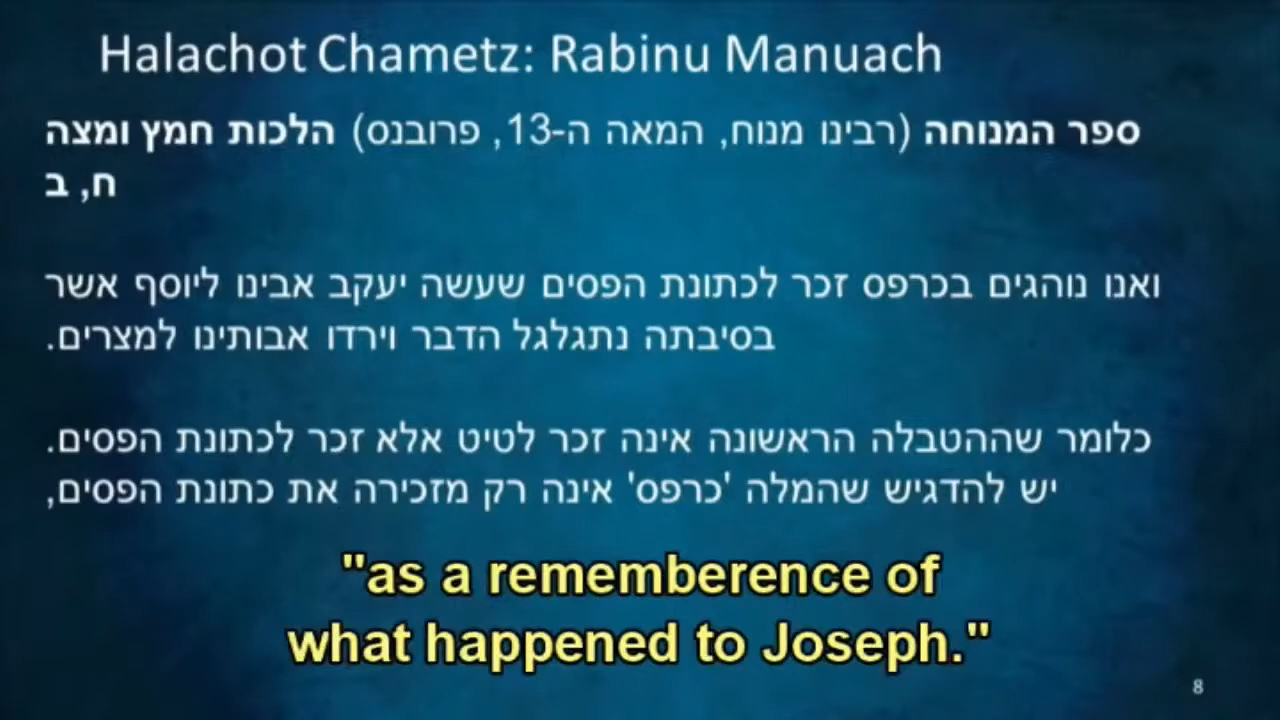 Halachot Chametz: Rabinu Manuach
ספר המנוחה (רבינו מנוח, המאה ה-13, פרובנס) הלכות חמץ ומצה
ח, ב
ואנו נוהגים בכרפס זכר לכתונת הפסים שעשה יעקב אבינו ליוסף אשר
בסיבתה נתגלגל הדבר וירדו אבותינו למצרים.
כלומר שההטבלה הראשונה אינה זכר לטיט אלא זכר לכתונת הפסים.
יש להדגיש שהמלה 'כרפס' אינה רק מזכירה את כתונת הפסים,
"as a rememberence of
what happened to Joseph."
8